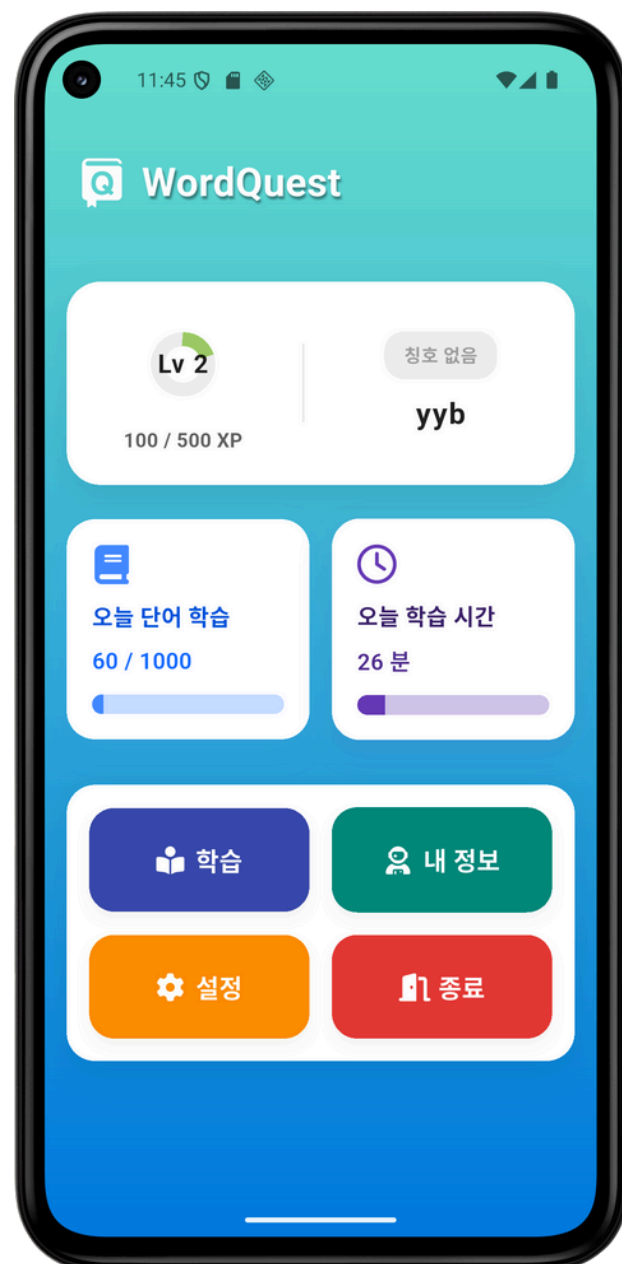 11:45
WordQuest
Lv 2
100 / 500 XP
칭호 없음
yyb
오늘 단어 학습
60 / 1000
오늘 학습 시간
26 분
학습
내 정보
설정
종료